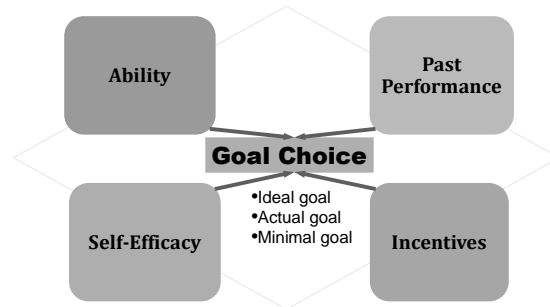 Ability
Past
Performance
Goal Choice
•Ideal goal
•Actual goal
•Minimal goal
Self-Efficacy
Incentives